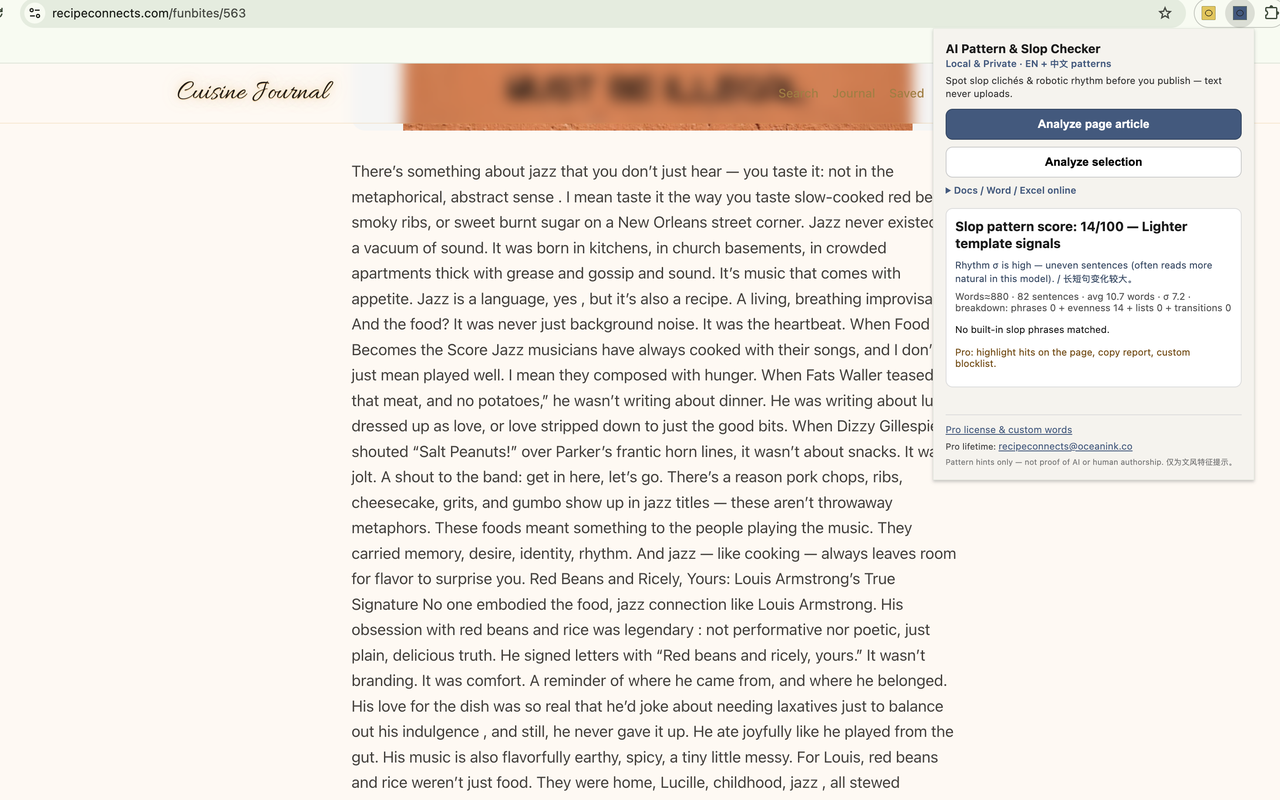 recipeconnects.com/funbites/563
Cuisine Journal
MUST BE ILLEGAL
Search Journal Saved
There’s something about jazz that you don’t just hear — you taste it: not in the
metaphorical, abstract sense . I mean taste it the way you taste slow-cooked red be
smoky ribs, or sweet burnt sugar on a New Orleans street corner. Jazz never existed
a vacuum of sound. It was born in kitchens, in church basements, in crowded
apartments thick with grease and gossip and sound. It’s music that comes with
appetite. Jazz is a language, yes , but it’s also a recipe. A living, breathing improvisa
And the food? It was never just background noise. It was the heartbeat. When Food
Becomes the Score Jazz musicians have always cooked with their songs, and I don’
just mean played well. I mean they composed with hunger. When Fats Waller teased
that meat, and no potatoes,” he wasn’t writing about dinner. He was writing about lu
dressed up as love, or love stripped down to just the good bits. When Dizzy Gillespie
shouted “Salt Peanuts!” over Parker’s frantic horn lines, it wasn’t about snacks. It wa
jolt. A shout to the band: get in here, let’s go. There’s a reason pork chops, ribs,
cheesecake, grits, and gumbo show up in jazz titles — these aren’t throwaway
metaphors. These foods meant something to the people playing the music. They
carried memory, desire, identity, rhythm. And jazz — like cooking — always leaves room
for flavor to surprise you. Red Beans and Ricely, Yours: Louis Armstrong’s True
Signature No one embodied the food, jazz connection like Louis Armstrong. His
obsession with red beans and rice was legendary : not performative nor poetic, just
plain, delicious truth. He signed letters with “Red beans and ricely, yours.” It wasn’t
branding. It was comfort. A reminder of where he came from, and where he belonged.
His love for the dish was so real that he’d joke about needing laxatives just to balance
out his indulgence , and still, he never gave it up. He ate joyfully like he played from the
gut. His music is also flavorfully earthy, spicy, a tiny little messy. For Louis, red beans
and rice weren’t just food. They were home, Lucille, childhood, jazz , all stewed
AI Pattern & Slop Checker
Local & Private · EN + 中文 patterns
Spot slop clichés & robotic rhythm before you publish — text
never uploads.
Analyze page article
Analyze selection
Docs / Word / Excel online
Slop pattern score: 14/100 — Lighter
template signals
Rhythm σ is high — uneven sentences (often reads more
natural in this model). / 长短句变化较大。
Words≈880 · 82 sentences · avg 10.7 words · σ 7.2 ·
breakdown: phrases 0 + evenness 14 + lists 0 + transitions 0
No built-in slop phrases matched.
Pro: highlight hits on the page, copy report, custom
blocklist.
Pro license & custom words
Pro lifetime: recipeconnects@oceanink.co
Pattern hints only — not proof of AI or human authorship. 仅为文风特征提示。